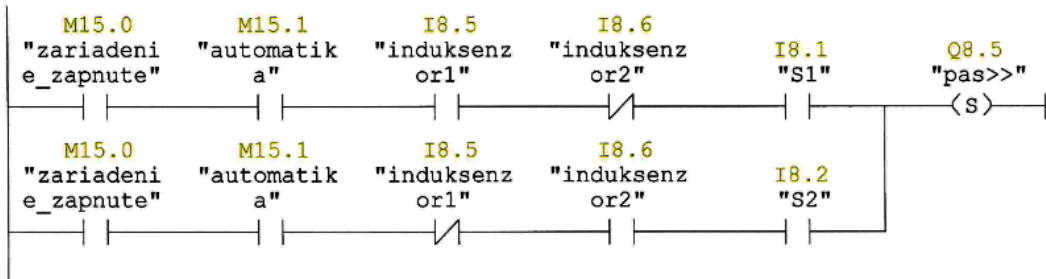 M15.0 M15.1 I8.5 I8.6
"zariadeni "automatik "induksenz "induksenz I8.1 Q8.5
e_zapnute" a" or1" or2" "S1" "pas>>"
(S)
M15.0 M15.1 I8.5 I8.6
"zariadeni "automatik "induksenz "induksenz I8.2
e_zapnute" a" or1" or2" "S2"